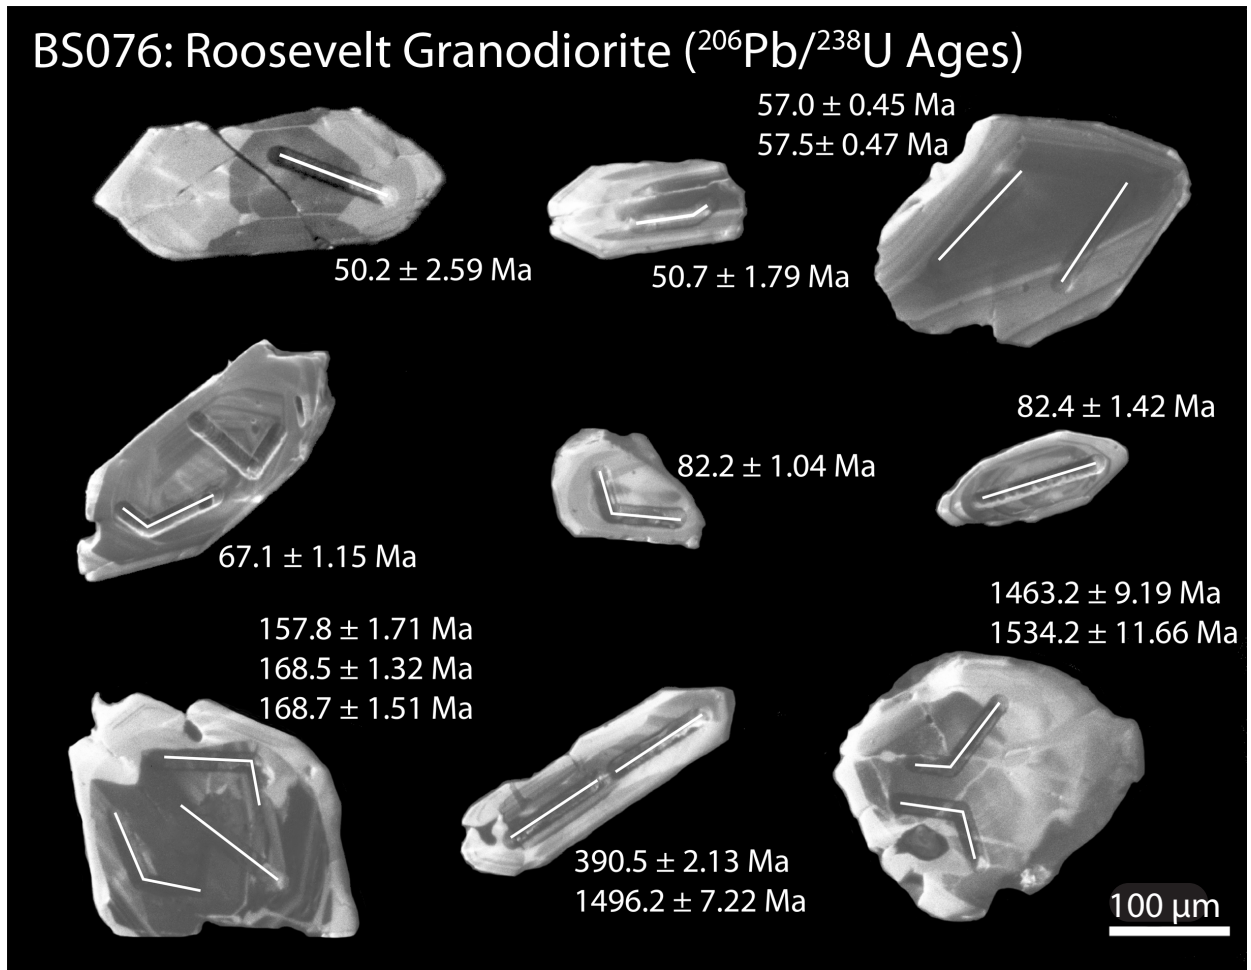 BS076: Roosevelt Granodiorite (²⁰⁶Pb/²³⁸U Ages)
57.0 ± 0.45 Ma
57.5± 0.47 Ma
50.2 ± 2.59 Ma
50.7 ± 1.79 Ma
82.4 ± 1.42 Ma
82.2 ± 1.04 Ma
67.1 ± 1.15 Ma
1463.2 ± 9.19 Ma
1534.2 ± 11.66 Ma
157.8 ± 1.71 Ma
168.5 ± 1.32 Ma
168.7 ± 1.51 Ma
390.5 ± 2.13 Ma
1496.2 ± 7.22 Ma
100 µm